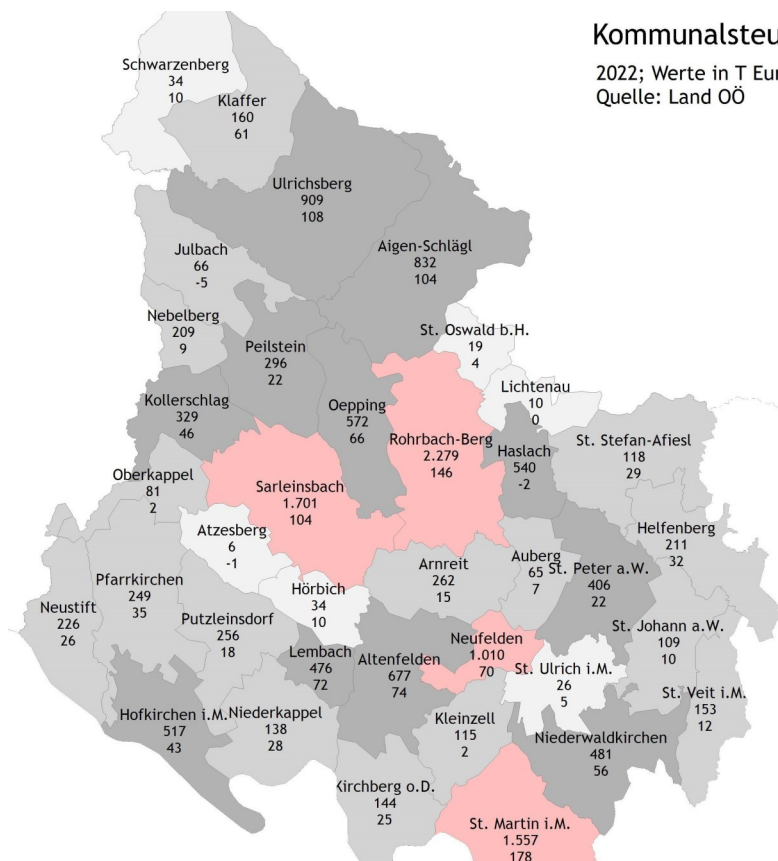 Kommunalsteu
2022; Werte in T Eur
Quelle: Land OÖ
Schwarzenberg
34
10
Klaffer
160
61
Ulrichsberg
909
108
Aigen-Schlägl
832
104
Julbach
66
-5
Nebelberg
209
9
Peilstein
296
22
St. Oswald b.H.
19
4
Lichtenau
10
0
Kollerschlag
329
46
Oepping
572
66
Rohrbach-Berg
2.279
146
Haslach
540
-2
St. Stefan-Afiesl
118
29
Oberkappel
81
2
Sarleinsbach
1.701
104
Helfenberg
211
32
Atzesberg
6
-1
Arnreit
262
15
Auberg
65
7
St. Peter a.W.
406
22
Pfarrkirchen
249
35
Hörbich
34
10
Neustift
226
26
Putzleinsdorf
256
18
Lembach
476
72
Altenfelden
677
74
Neufelden
1.010
70
St. Johann a.W.
109
10
St. Ulrich i.M.
26
5
St. Veit i.M.
153
12
Hofkirchen i.M.
517
43
Niederkappel
138
28
Kleinzell
115
2
Niederwaldkirchen
481
56
Kirchberg o.D.
144
25
St. Martin i.M.
1.557
178